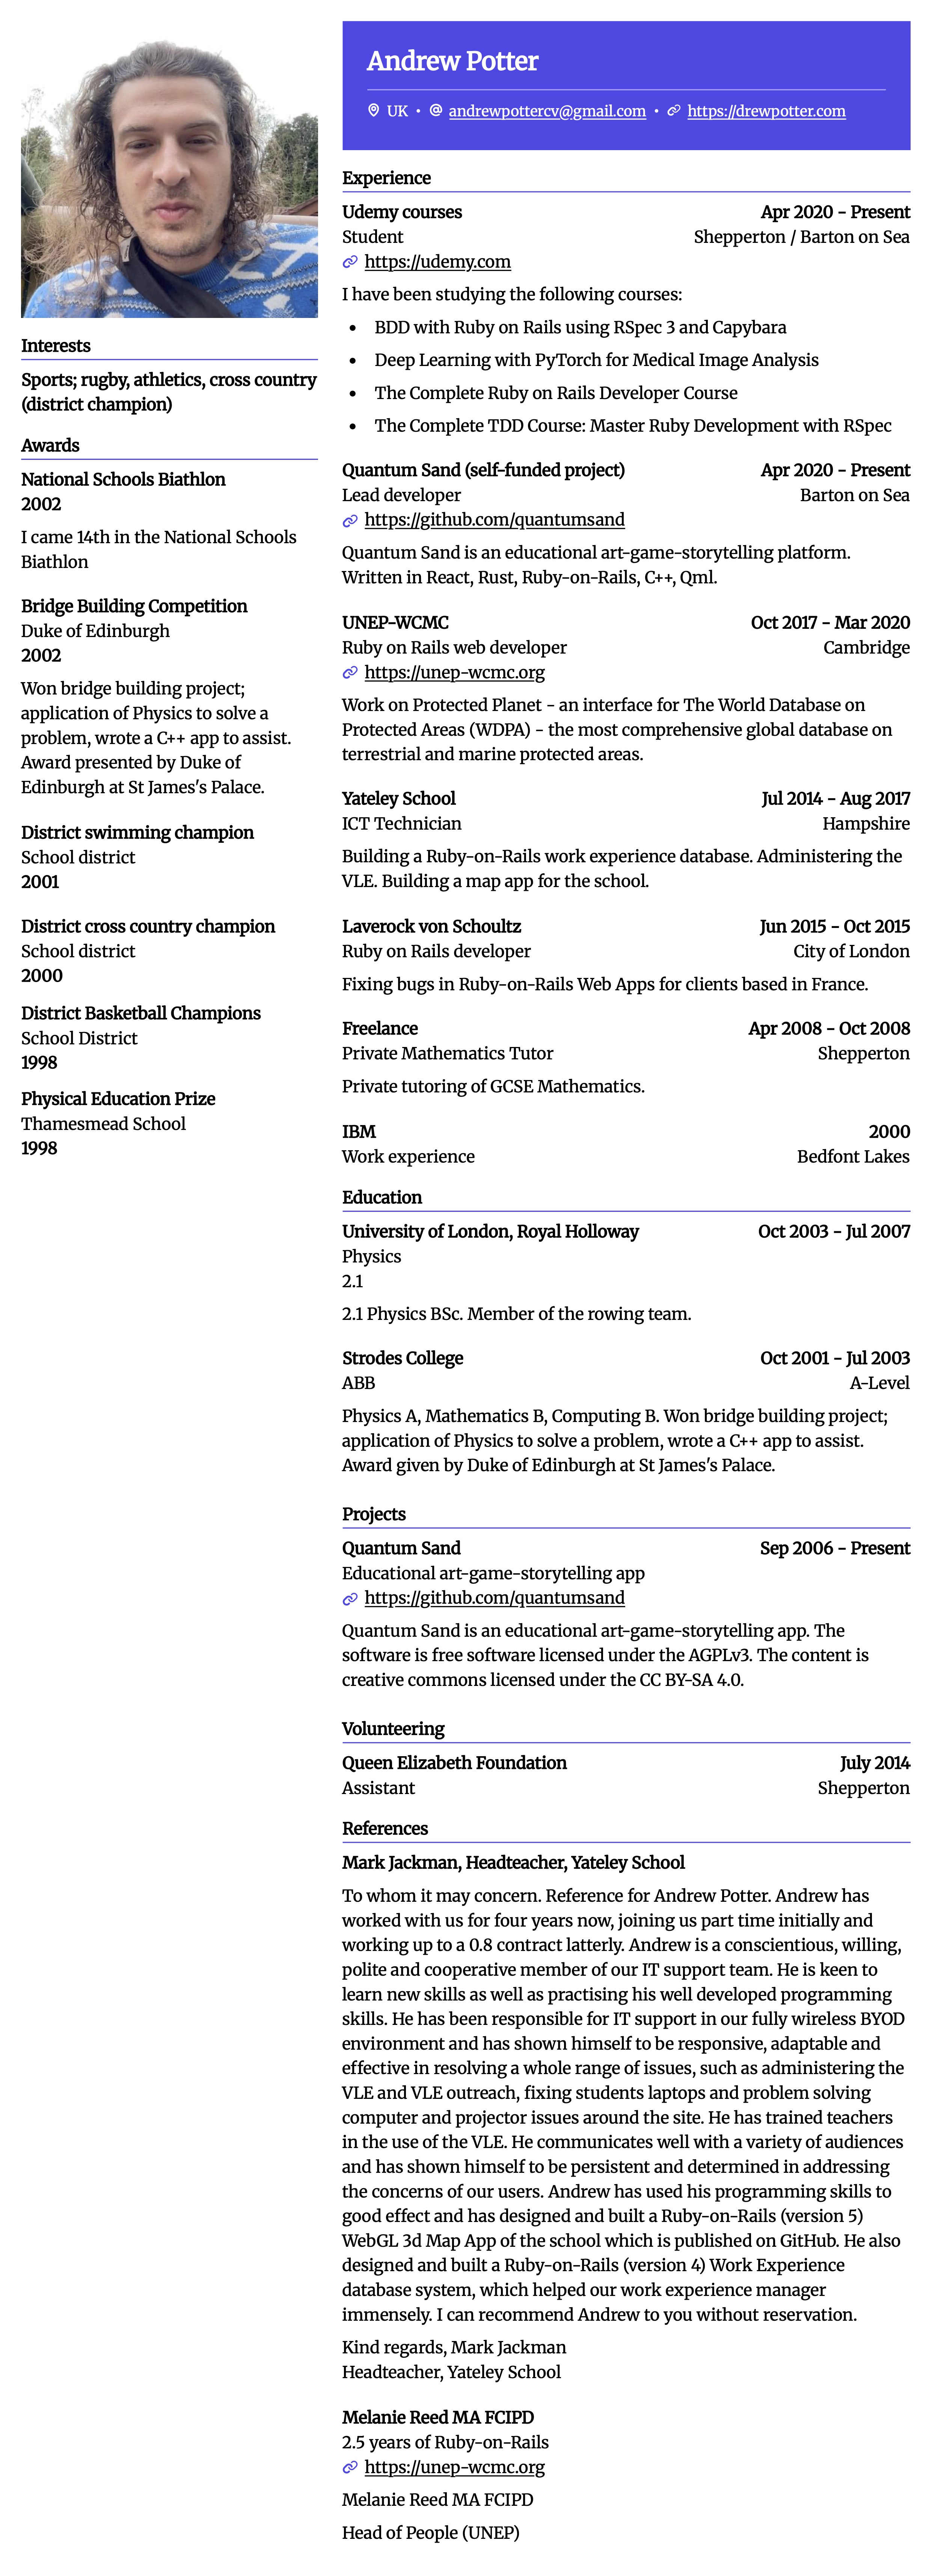 Andrew Potter
UK • andrewpottercv@gmail.com • https://drewpotter.com
Interests
Sports; rugby, athletics, cross country
(district champion)
Awards
National Schools Biathlon
2002
I came 14th in the National Schools
Biathlon
Bridge Building Competition
Duke of Edinburgh
2002
Won bridge building project;
application of Physics to solve a
problem, wrote a C++ app to assist.
Award presented by Duke of
Edinburgh at St James's Palace.
District swimming champion
School district
2001
District cross country champion
School district
2000
District Basketball Champions
School District
1998
Physical Education Prize
Thamesmead School
1998
Experience
Udemy courses Apr 2020 - Present
Student Shepperton / Barton on Sea
https://udemy.com
I have been studying the following courses:
• BDD with Ruby on Rails using RSpec 3 and Capybara
• Deep Learning with PyTorch for Medical Image Analysis
• The Complete Ruby on Rails Developer Course
• The Complete TDD Course: Master Ruby Development with RSpec
Quantum Sand (self-funded project) Apr 2020 - Present
Lead developer Barton on Sea
https://github.com/quantumsand
Quantum Sand is an educational art-game-storytelling platform.
Written in React, Rust, Ruby-on-Rails, C++, Qml.
UNEP-WCMC Oct 2017 - Mar 2020
Ruby on Rails web developer Cambridge
https://unep-wcmc.org
Work on Protected Planet - an interface for The World Database on
Protected Areas (WDPA) - the most comprehensive global database on
terrestrial and marine protected areas.
Yateley School Jul 2014 - Aug 2017
ICT Technician Hampshire
Building a Ruby-on-Rails work experience database. Administering the
VLE. Building a map app for the school.
Laverock von Schoultz Jun 2015 - Oct 2015
Ruby on Rails developer City of London
Fixing bugs in Ruby-on-Rails Web Apps for clients based in France.
Freelance Apr 2008 - Oct 2008
Private Mathematics Tutor Shepperton
Private tutoring of GCSE Mathematics.
IBM 2000
Work experience Bedfont Lakes
Education
University of London, Royal Holloway Oct 2003 - Jul 2007
Physics
2.1
2.1 Physics BSc. Member of the rowing team.
Strodes College Oct 2001 - Jul 2003
ABB A-Level
Physics A, Mathematics B, Computing B. Won bridge building project;
application of Physics to solve a problem, wrote a C++ app to assist.
Award given by Duke of Edinburgh at St James's Palace.
Projects
Quantum Sand Sep 2006 - Present
Educational art-game-storytelling app
https://github.com/quantumsand
Quantum Sand is an educational art-game-storytelling app. The
software is free software licensed under the AGPLv3. The content is
creative commons licensed under the CC BY-SA 4.0.
Volunteering
Queen Elizabeth Foundation July 2014
Assistant Shepperton
References
Mark Jackman, Headteacher, Yateley School
To whom it may concern. Reference for Andrew Potter. Andrew has
worked with us for four years now, joining us part time initially and
working up to a 0.8 contract latterly. Andrew is a conscientious, willing,
polite and cooperative member of our IT support team. He is keen to
learn new skills as well as practising his well developed programming
skills. He has been responsible for IT support in our fully wireless BYOD
environment and has shown himself to be responsive, adaptable and
effective in resolving a whole range of issues, such as administering the
VLE and VLE outreach, fixing students laptops and problem solving
computer and projector issues around the site. He has trained teachers
in the use of the VLE. He communicates well with a variety of audiences
and has shown himself to be persistent and determined in addressing
the concerns of our users. Andrew has used his programming skills to
good effect and has designed and built a Ruby-on-Rails (version 5)
WebGL 3d Map App of the school which is published on GitHub. He also
designed and built a Ruby-on-Rails (version 4) Work Experience
database system, which helped our work experience manager
immensely. I can recommend Andrew to you without reservation.
Kind regards, Mark Jackman
Headteacher, Yateley School
Melanie Reed MA FCIPD
2.5 years of Ruby-on-Rails
https://unep-wcmc.org
Melanie Reed MA FCIPD
Head of People (UNEP)